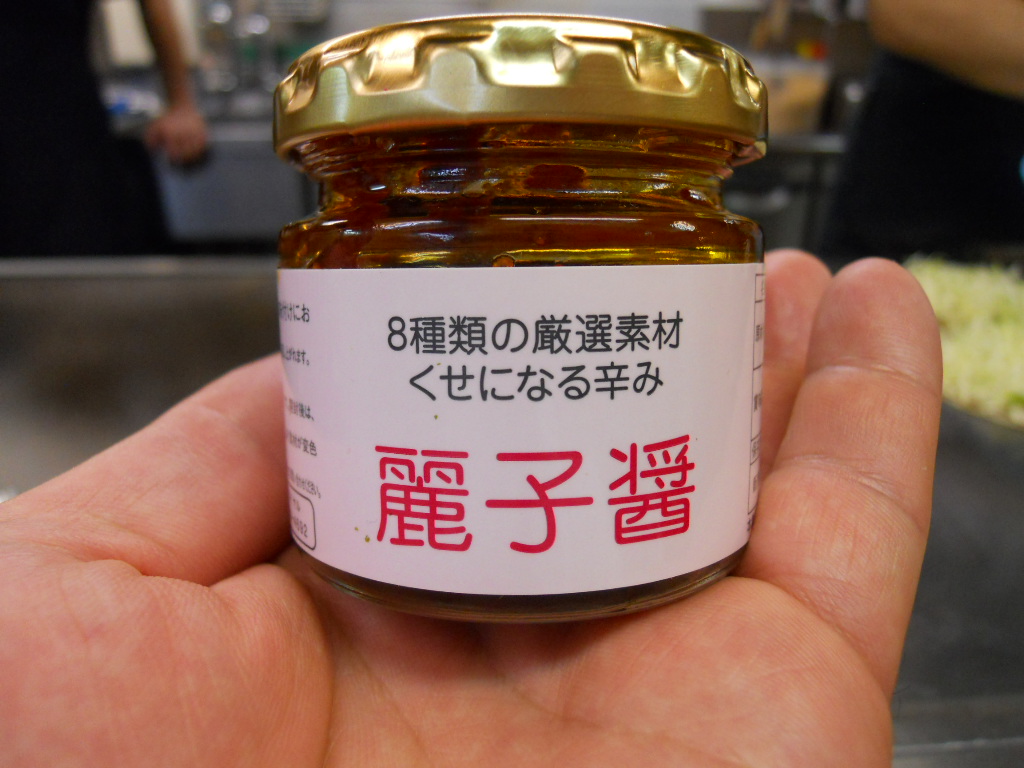 8種類の厳選素材
くせになる辛み
麗子醤